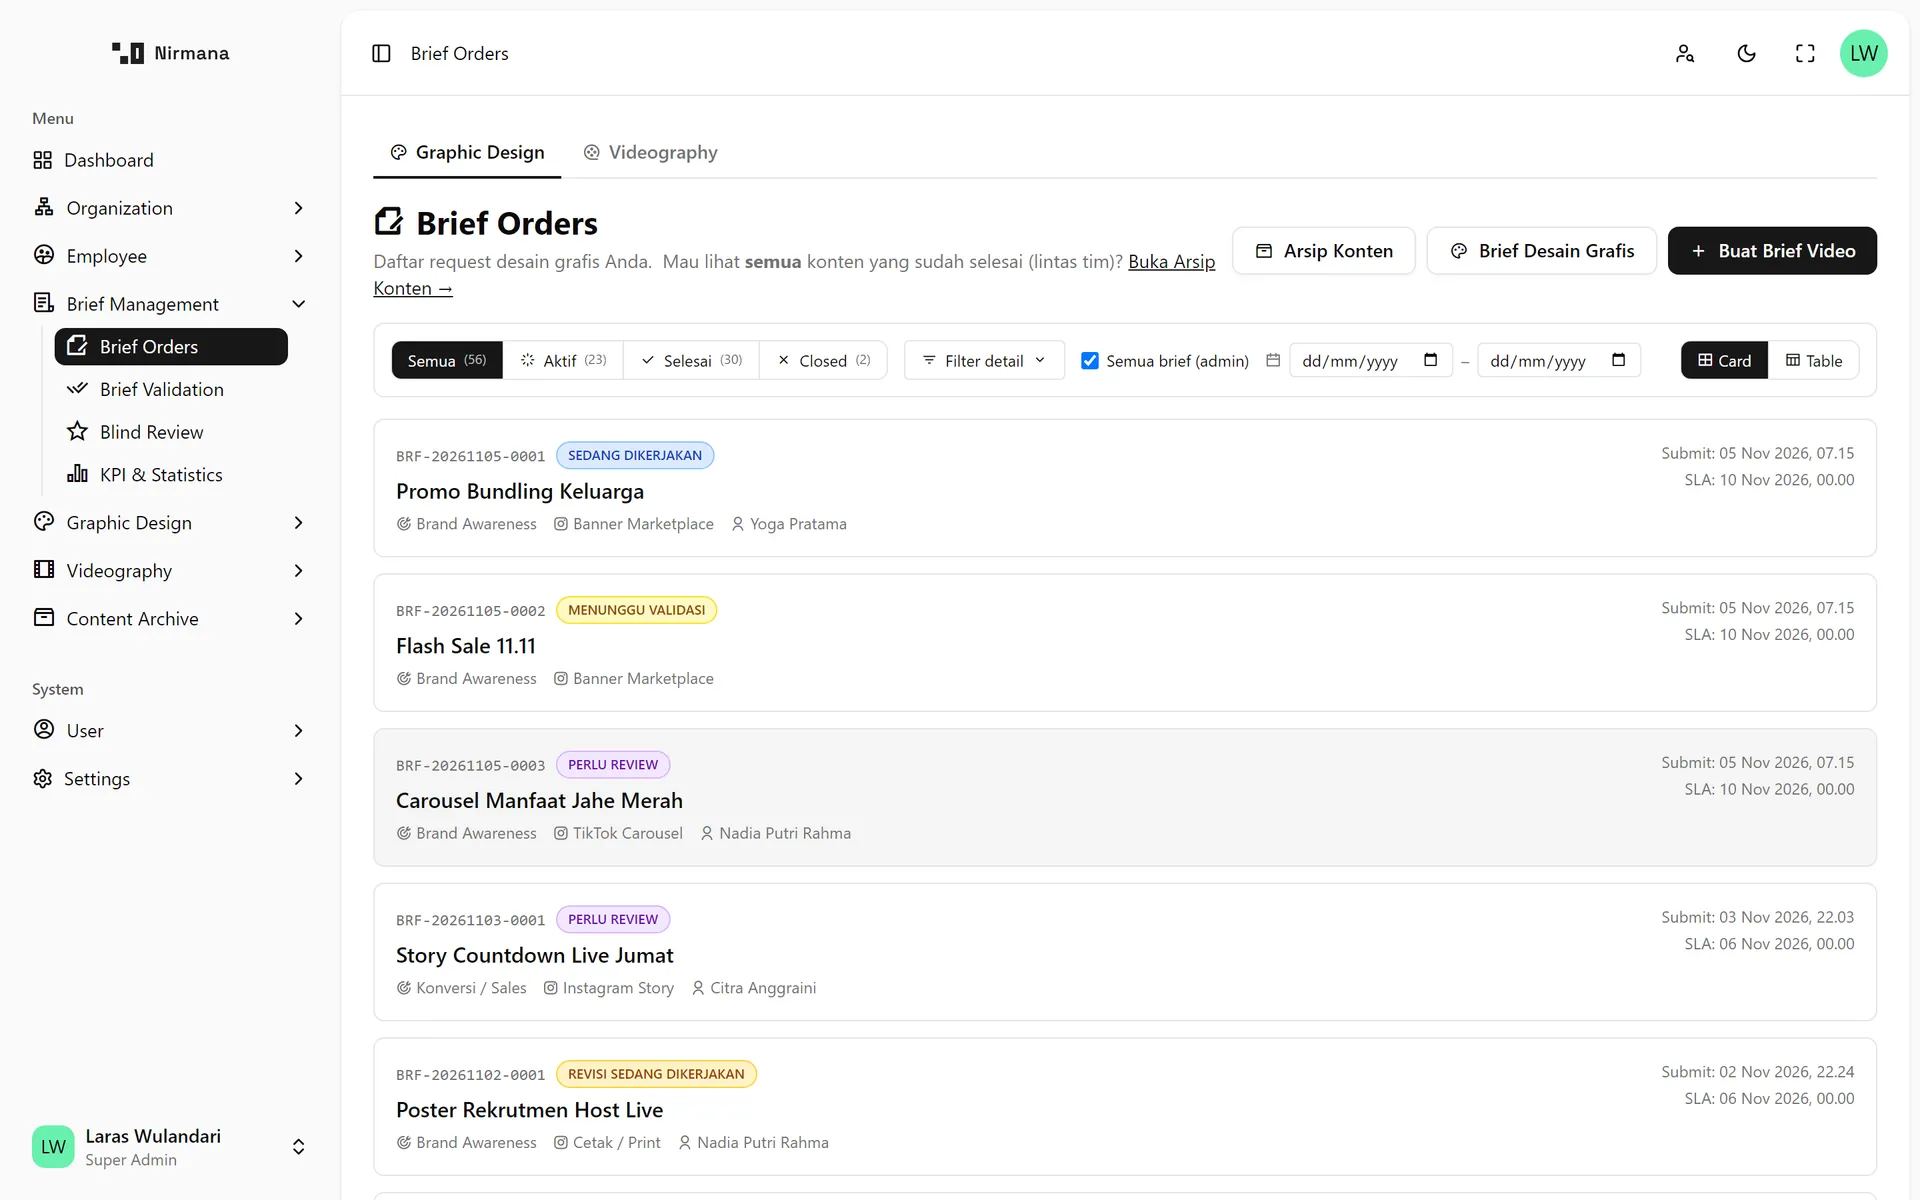 Nirmana
Menu
Dashboard
Organization
Employee
Brief Management
Brief Orders
Brief Validation
Blind Review
KPI & Statistics
Graphic Design
Videography
Content Archive
System
User
Settings
LW
Laras Wulandari
Super Admin
Brief Orders
LW
Graphic Design
Videography
Brief Orders
Daftar request desain grafis Anda. Mau lihat semua konten yang sudah selesai (lintas tim)? Buka Arsip
Konten →
Arsip Konten
Brief Desain Grafis
+ Buat Brief Video
Semua (56)
Aktif (23)
Selesai (30)
Closed (2)
Filter detail
Semua brief (admin)
dd/mm/yyyy
–
dd/mm/yyyy
Card
Table
BRF-20261105-0001 SEDANG DIKERJAKAN
Submit: 05 Nov 2026, 07.15
Promo Bundling Keluarga
SLA: 10 Nov 2026, 00.00
Brand Awareness Banner Marketplace Yoga Pratama
BRF-20261105-0002 MENUNGGU VALIDASI
Submit: 05 Nov 2026, 07.15
Flash Sale 11.11
SLA: 10 Nov 2026, 00.00
Brand Awareness Banner Marketplace
BRF-20261105-0003 PERLU REVIEW
Submit: 05 Nov 2026, 07.15
Carousel Manfaat Jahe Merah
SLA: 10 Nov 2026, 00.00
Brand Awareness TikTok Carousel Nadia Putri Rahma
BRF-20261103-0001 PERLU REVIEW
Submit: 03 Nov 2026, 22.03
Story Countdown Live Jumat
SLA: 06 Nov 2026, 00.00
Konversi / Sales Instagram Story Citra Anggraini
BRF-20261102-0001 REVISI SEDANG DIKERJAKAN
Submit: 02 Nov 2026, 22.24
Poster Rekrutmen Host Live
SLA: 06 Nov 2026, 00.00
Brand Awareness Cetak / Print Nadia Putri Rahma